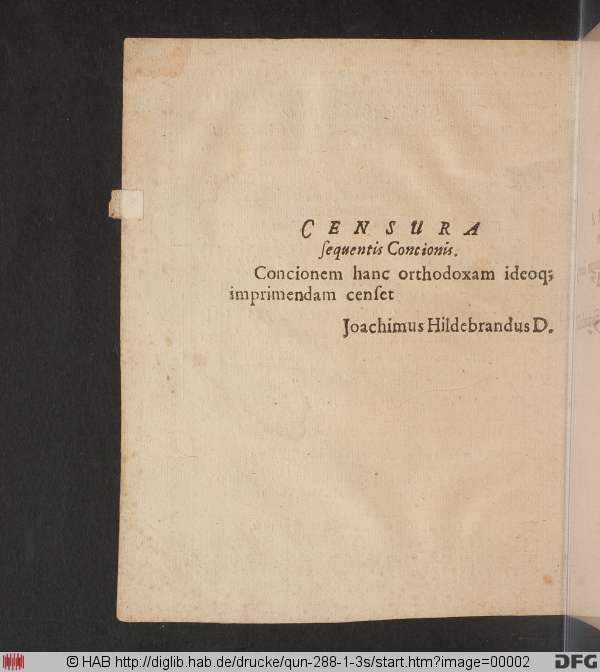 CENSURA
ſequentis Concionis.
Concionem hanc orthodoxam ideoq;
imprimendam cenſet
Joachimus Hildebrandus D.
© HAB http://diglib.hab.de/drucke/qun-288-1-3s/start.htm?image=00002
DFG